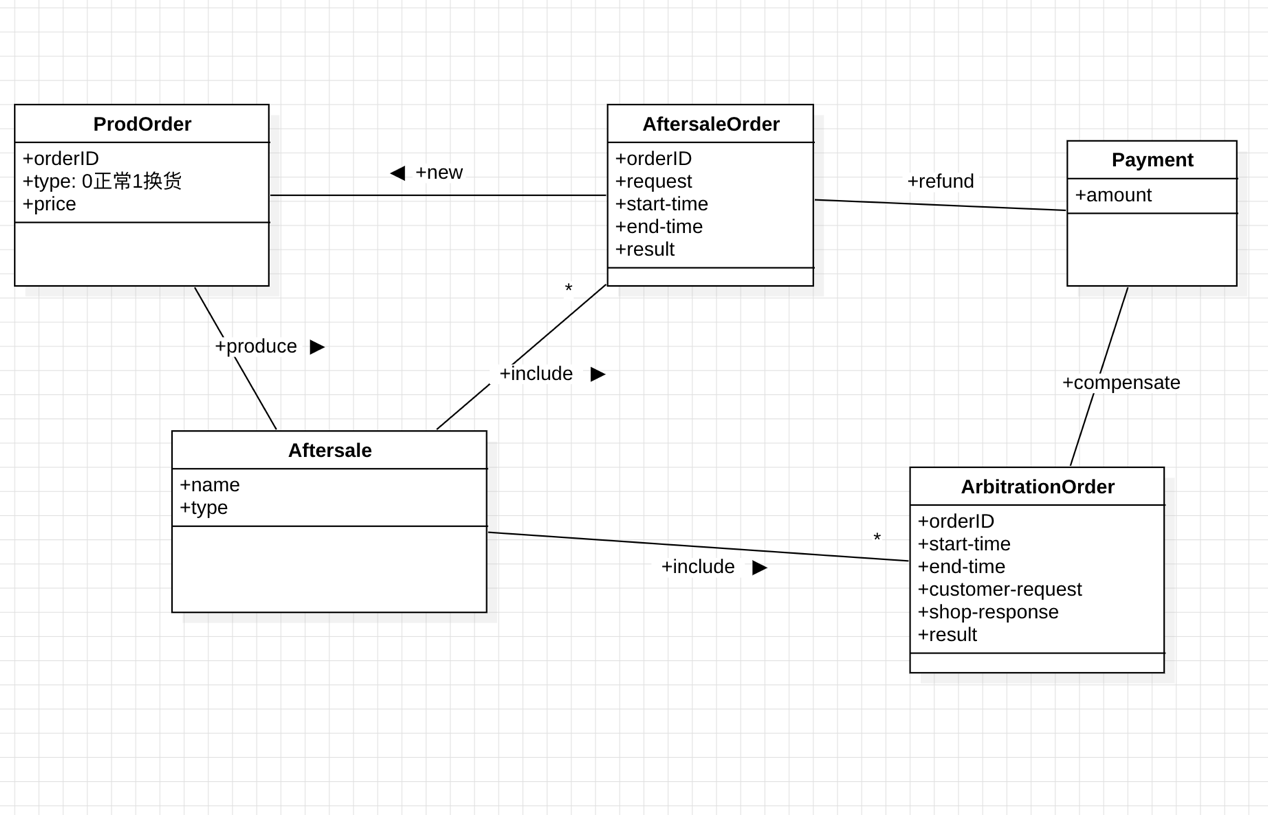 ProdOrder
+orderID
+type: 0正常1换货
+price
◀ +new
AftersaleOrder
+orderID
+request
+start-time
+end-time
+result
+refund
Payment
+amount
*
+produce ▶
+include ▶
+compensate
Aftersale
+name
+type
*
+include ▶
ArbitrationOrder
+orderID
+start-time
+end-time
+customer-request
+shop-response
+result